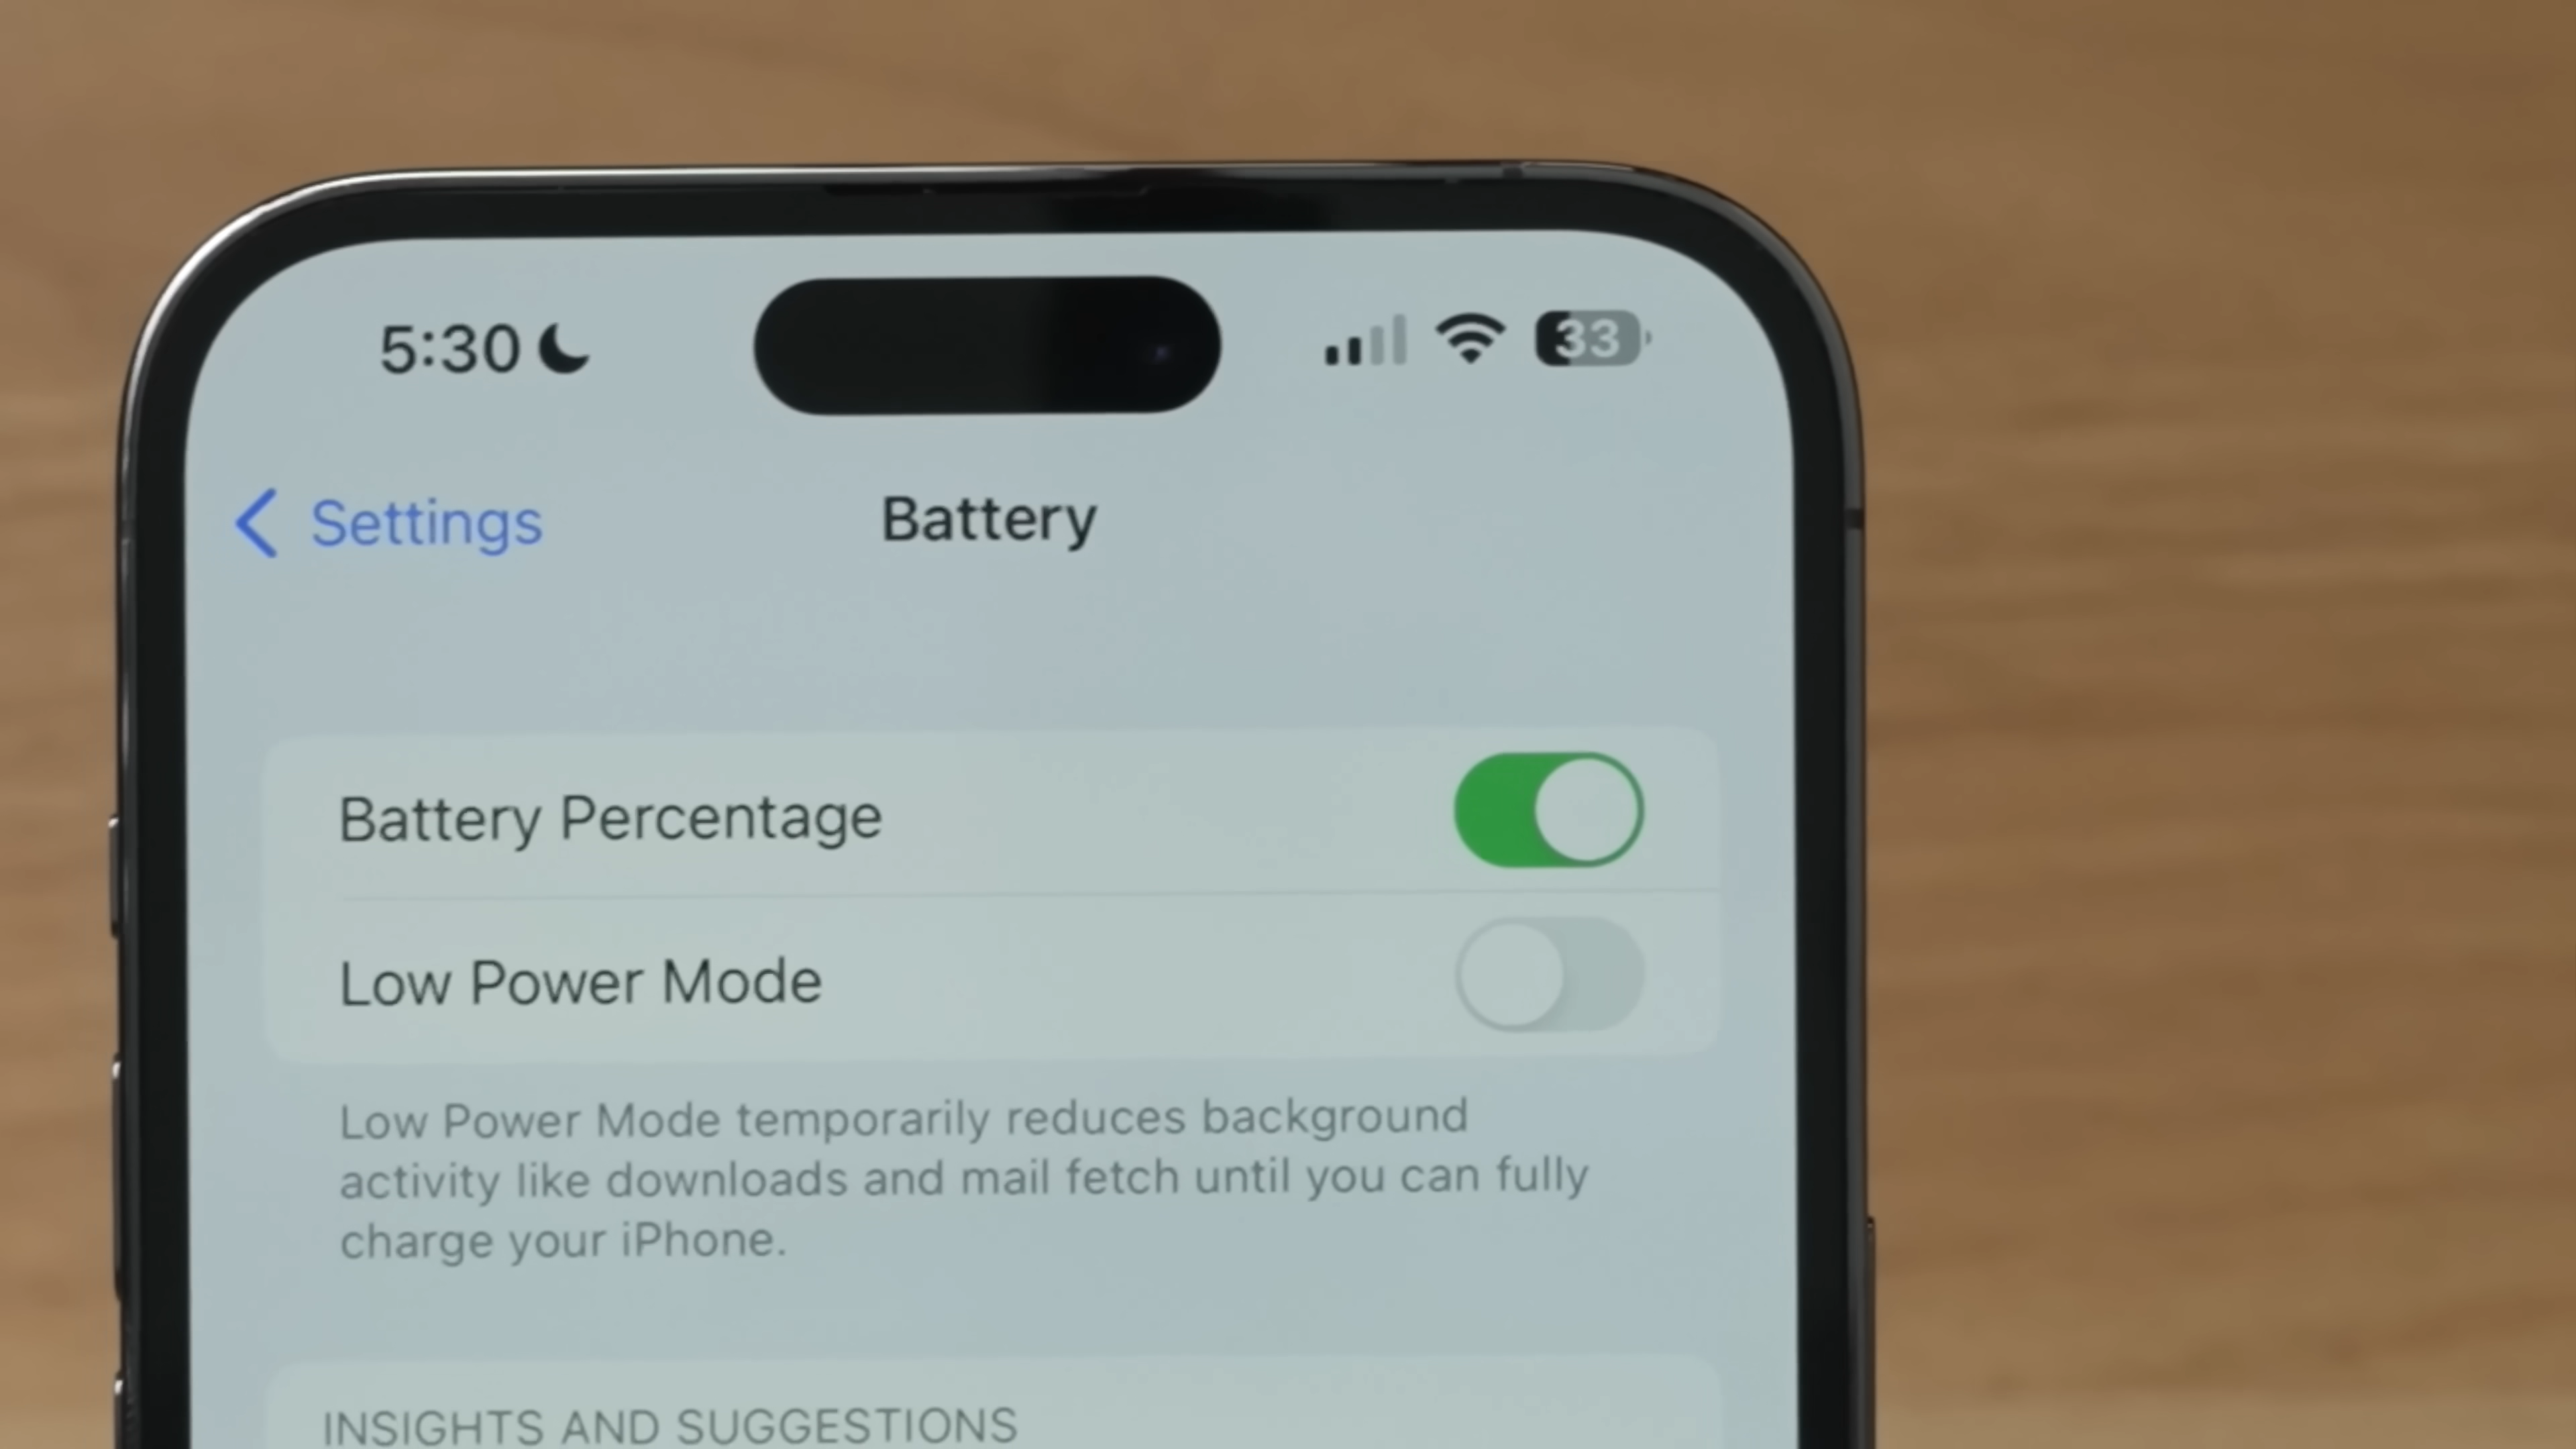 5:30
33
Settings
Battery
Battery Percentage
Low Power Mode
Low Power Mode temporarily reduces background
activity like downloads and mail fetch until you can fully
charge your iPhone.
INSIGHTS AND SUGGESTIONS